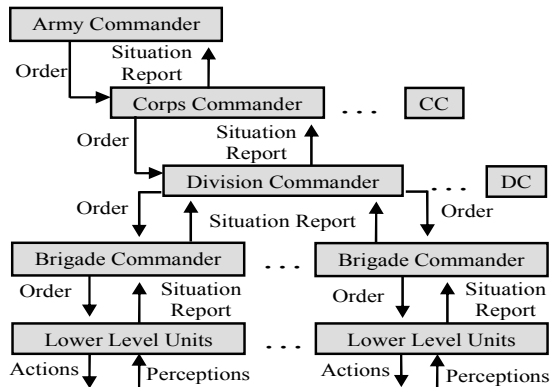 Army Commander
Situation
Report
Order
Corps Commander
. . .
CC
Order
Situation
Report
Division Commander
. . .
DC
Order
Situation Report
Order
Brigade Commander
. . .
Brigade Commander
Order
Situation
Report
Order
Situation
Report
Lower Level Units
. . .
Lower Level Units
Actions
Perceptions
Actions
Perceptions